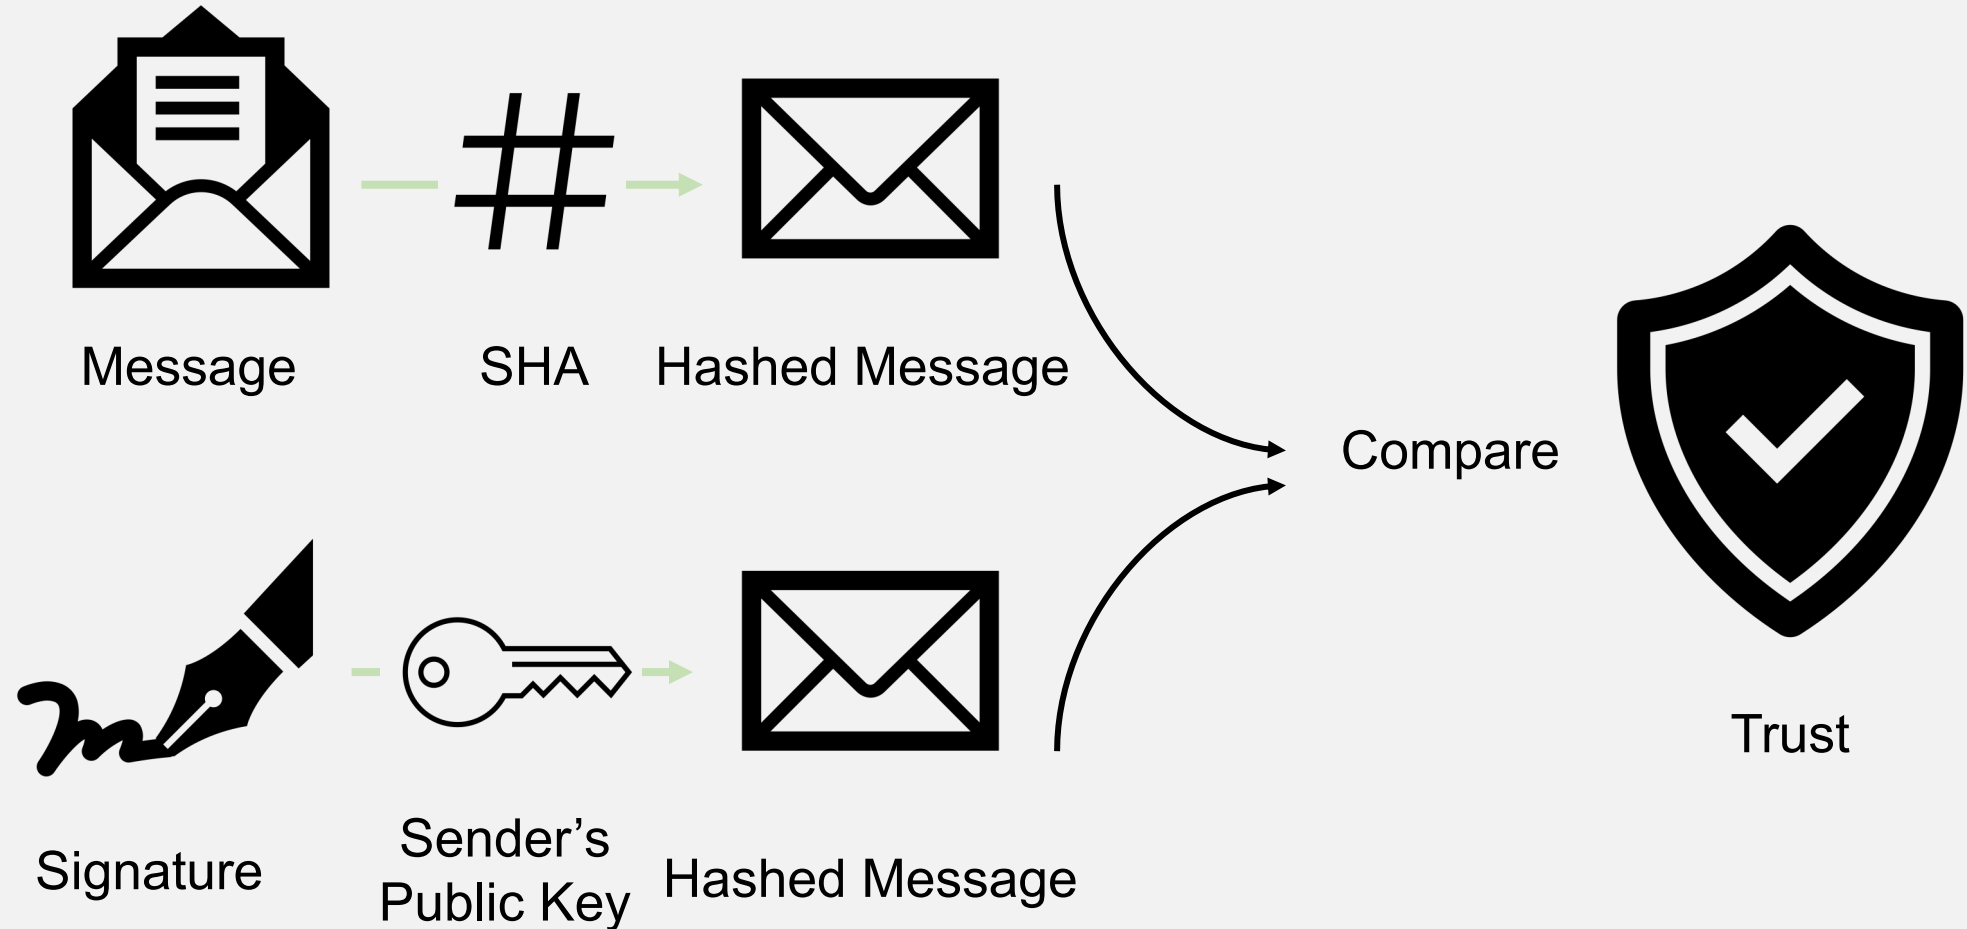 Message
SHA
Hashed Message
Compare
Trust
Signature
Sender’s
Public Key
Hashed Message